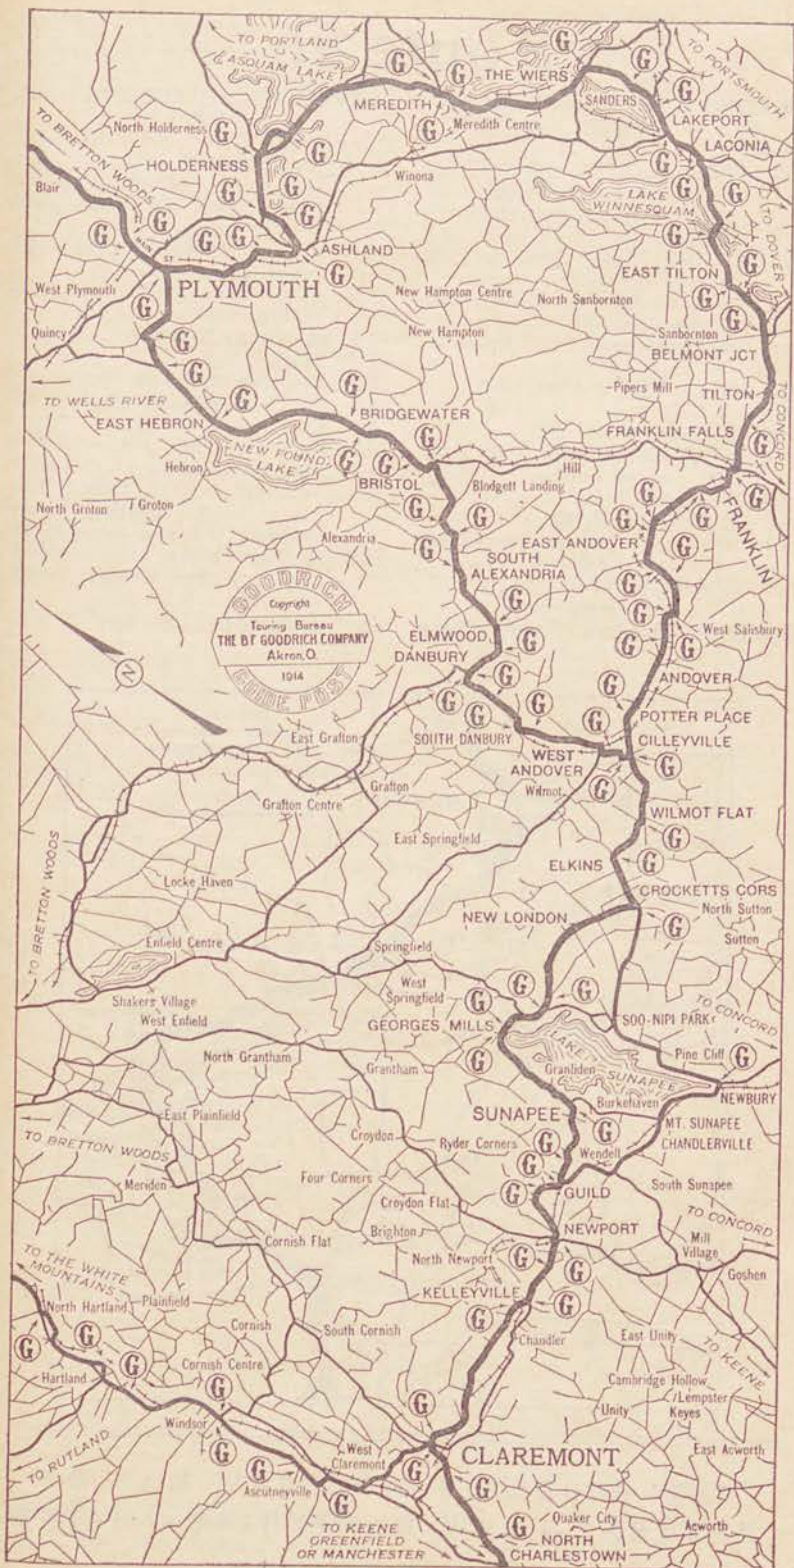 TO PORTLAND
ASQUAM LAKE
THE WIERS
TO PORTSMOUTH
MEREDITH
SANDERS
North Holderness
Meredith Centre
LAKEPORT
TO BRETTON WOODS
HOLDERNESS
LACONIA
Winona
Blair
LAKE
WINNESQUAM
TO DOVER
MAIN ST
ASHLAND
EAST TILTON
West Plymouth
PLYMOUTH
New Hampton Centre
North Sanbornton
Quincy
New Hampton
Sanbornton
BELMONT JCT
Pipers Mill
TILTON
TO WELLS RIVER
BRIDGEWATER
TO CONCORD
EAST HEBRON
FRANKLIN FALLS
NEW FOUND
LAKE
Hebron
Hill
BRISTOL
Blodgett Landing
FRANKLIN
North Groton
Groton
Alexandria
EAST ANDOVER
SOUTH
ALEXANDRIA
GOODRICH
Copyright
Touring Bureau
THE B F GOODRICH COMPANY
Akron, O.
1914
GUIDE POST
N
ELMWOOD
DANBURY
West Salisbury
ANDOVER
POTTER PLACE
East Grafton
SOUTH DANBURY
CILLEYVILLE
WEST
ANDOVER
Grafton
Wilmot
Grafton Centre
WILMOT FLAT
East Springfield
ELKINS
TO BRETTON WOODS
Locke Haven
CROCKETTS CORS
NEW LONDON
North Sutton
Enfield Centre
Springfield
Sutton
West
Springfield
Shakers Village
West Enfield
GEORGES MILLS
SOO-NIPI PARK
TO CONCORD
North Grantham
Grantham
LAKE SUNAPEE
Pine Cliff
Granliden
NEWBURY
Burkehaven
East Plainfield
SUNAPEE
MT. SUNAPEE
CHANDLERVILLE
TO BRETTON WOODS
Croydon
Ryder Corners
Wendell
Meriden
Four Corners
GUILD
South Sunapee
Croydon Flat
TO CONCORD
Brighton
NEWPORT
Mill
Village
Cornish Flat
TO THE WHITE
MOUNTAINS
North Newport
Goshen
North Hartland
Plainfield
KELLEYVILLE
Cornish
South Cornish
Chandler
East Unity
TO KEENE
Hartland
Cornish Centre
Cambridge Hollow
Lempster
Keyes
Unity
Windsor
TO RUTLAND
West
Claremont
CLAREMONT
East Acworth
Ascutneyville
TO KEENE
GREENFIELD
OR MANCHESTER
Quaker City
Acworth
NORTH
CHARLESTOWN